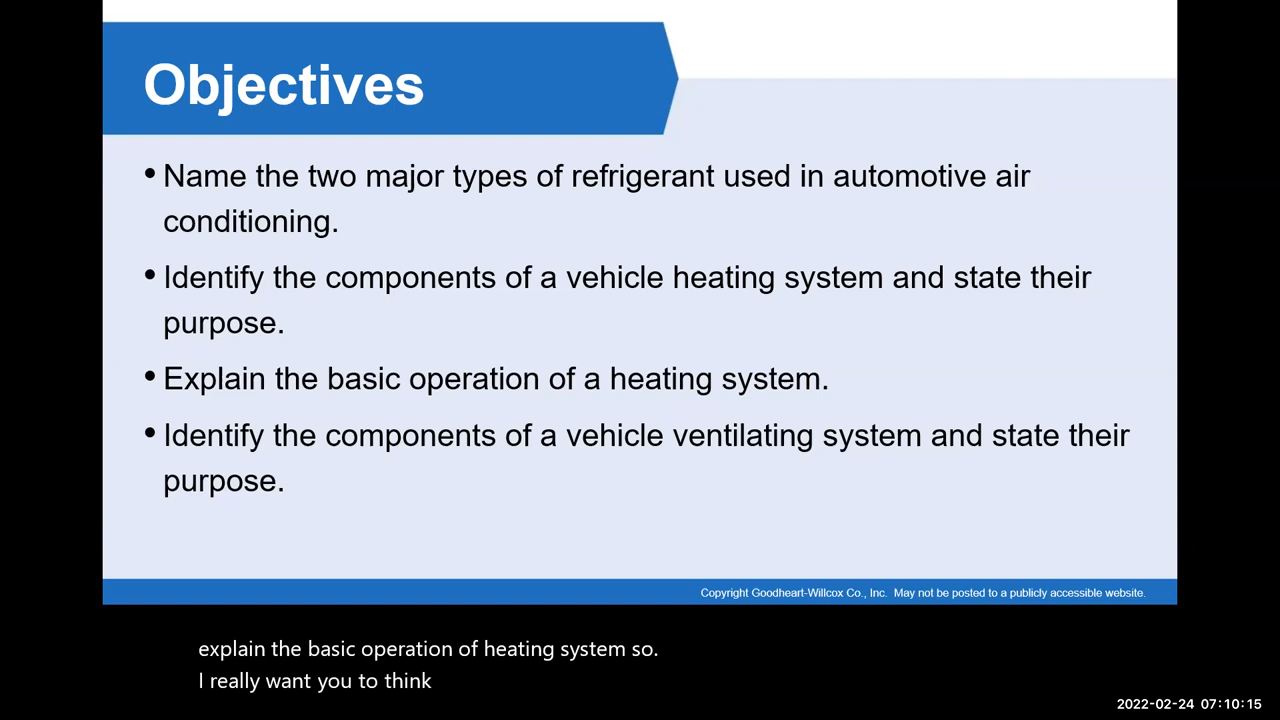 Objectives
• Name the two major types of refrigerant used in automotive air
conditioning.
• Identify the components of a vehicle heating system and state their
purpose.
• Explain the basic operation of a heating system.
• Identify the components of a vehicle ventilating system and state their
purpose.
Copyright Goodheart-Willcox Co., Inc.  May not be posted to a publicly accessible website.
explain the basic operation of heating system so.
I really want you to think
2022-02-24 07:10:15